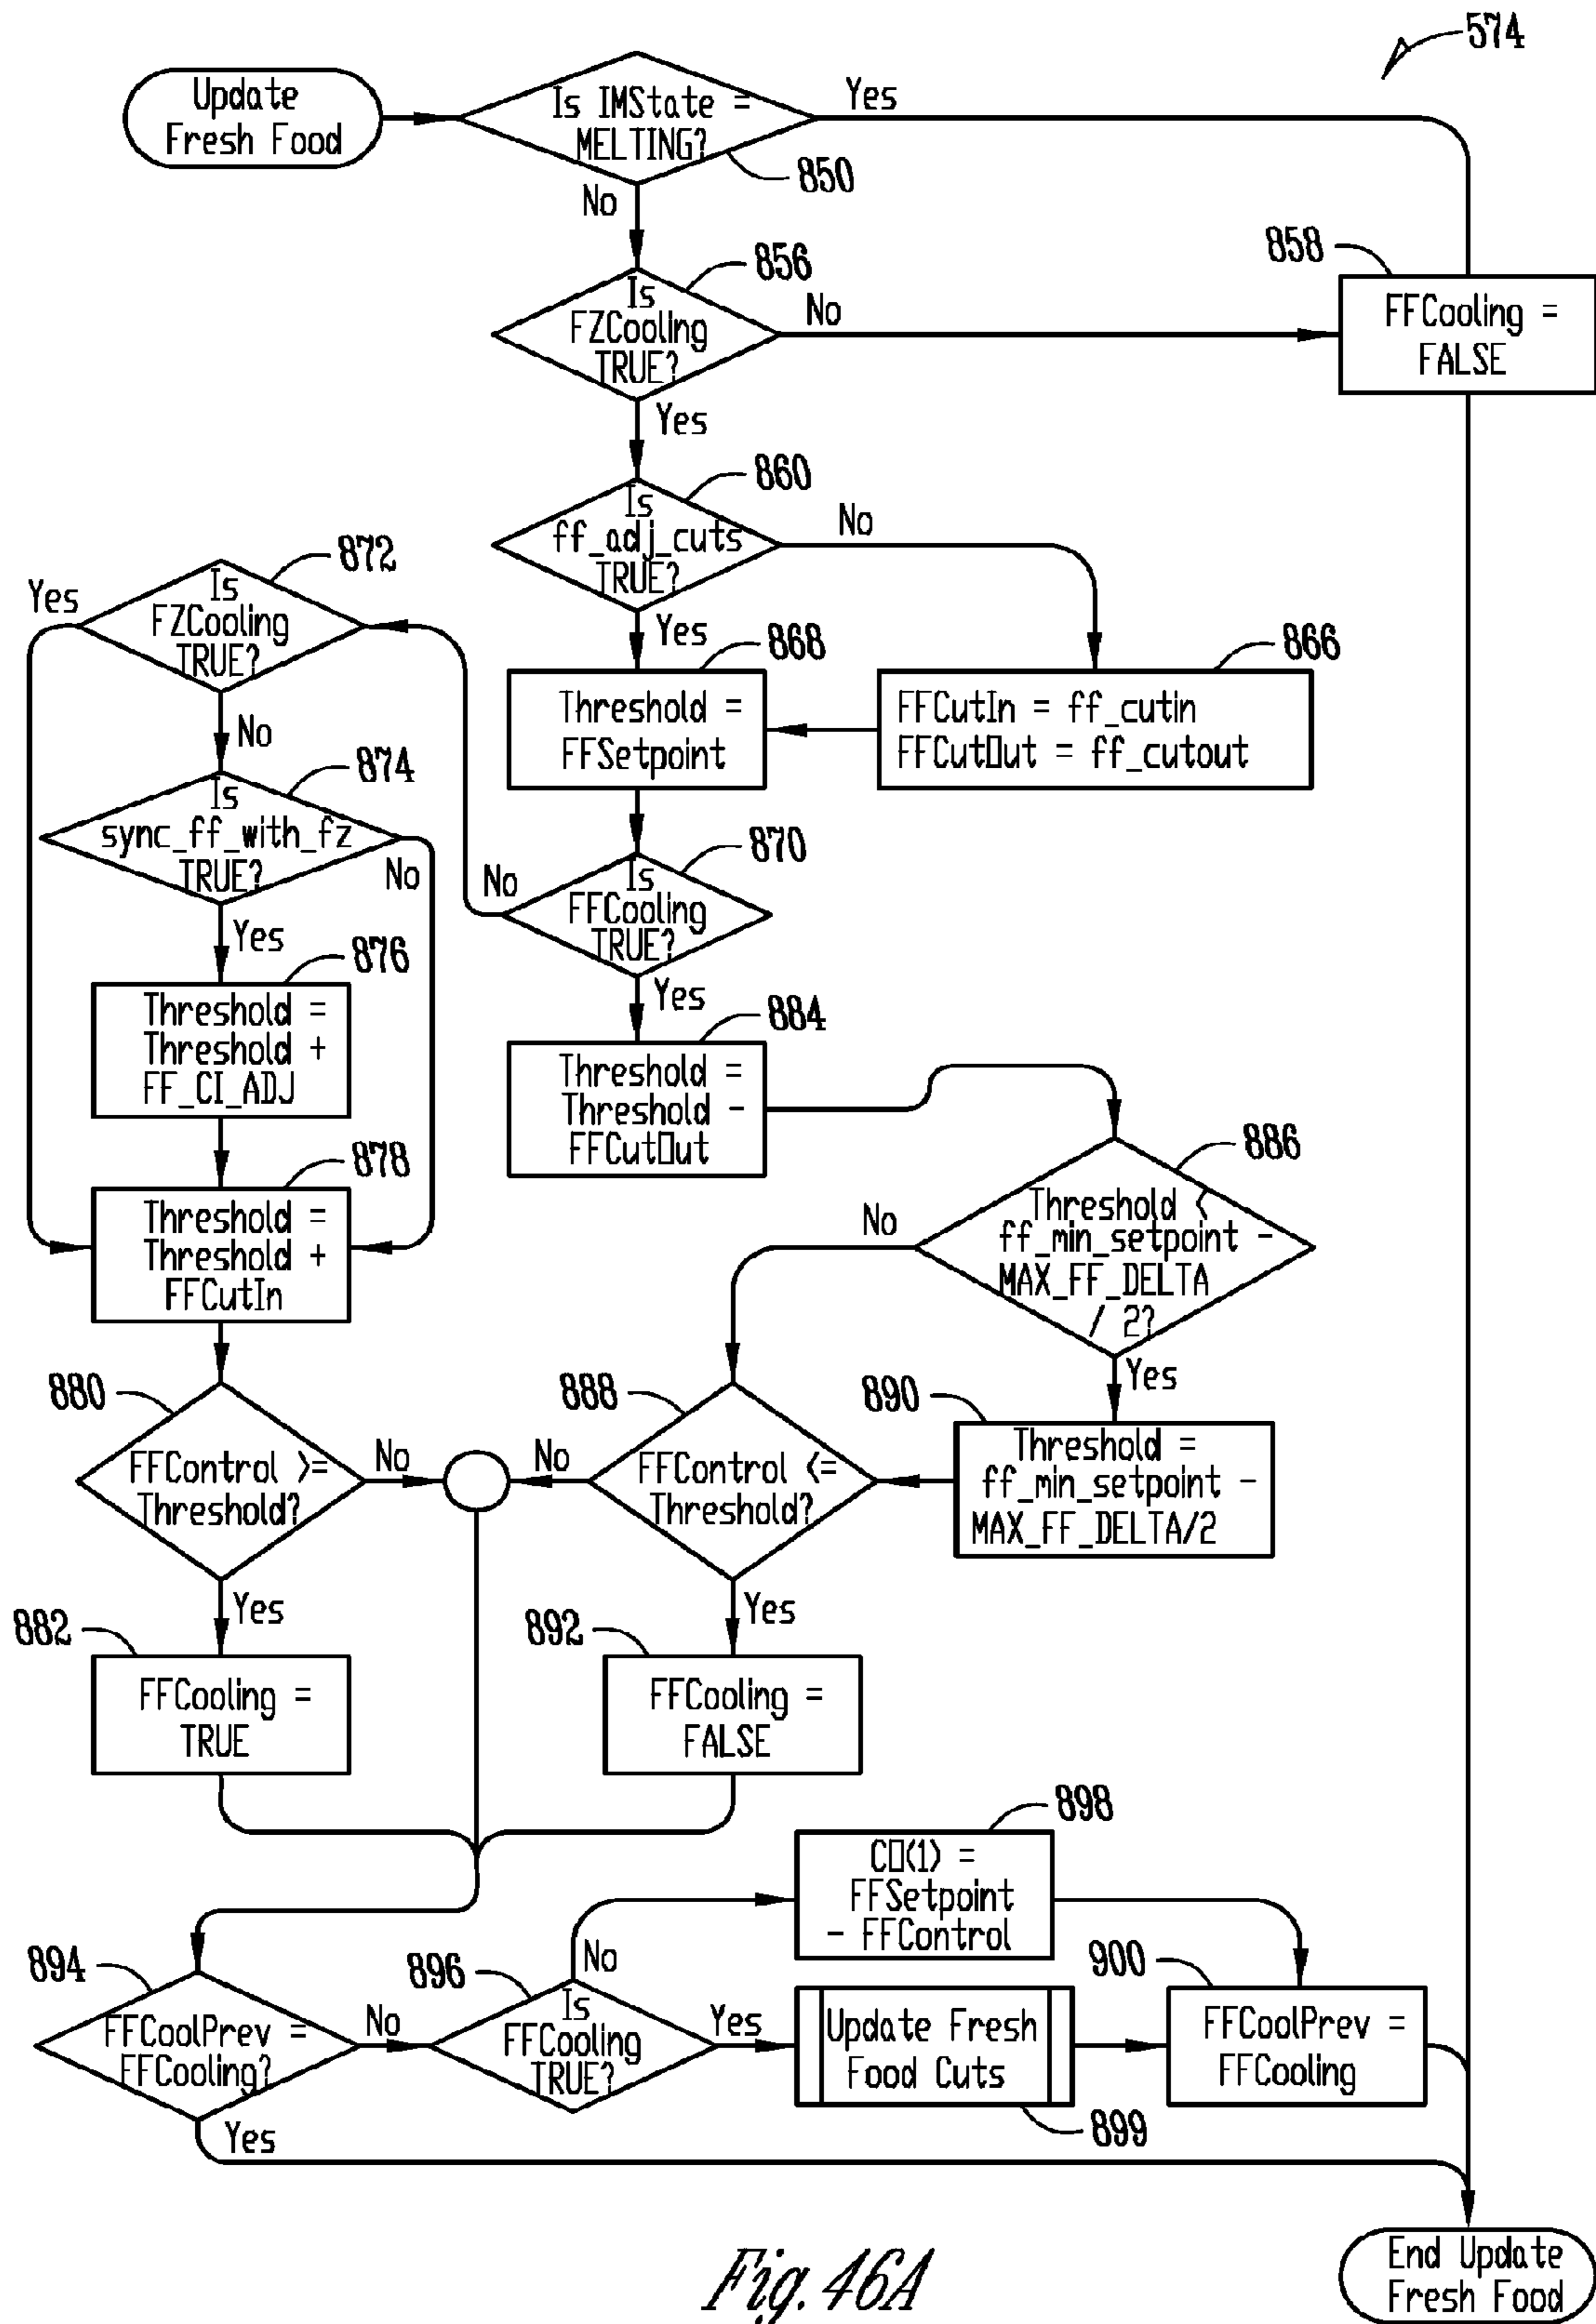 574
Update
Fresh Food
Is IMState =
MELTING?
Yes
850
No
856
Is
FZCooling
TRUE?
No
858
FFCooling =
FALSE
Yes
860
Is
ff_adj_cuts
TRUE?
No
872
Is
FZCooling
TRUE?
Yes
Yes
868
Threshold =
FFSetpoint
866
FFCutIn = ff_cutin
FFCutOut = ff_cutout
No
874
Is
sync_ff_with_fz
TRUE?
No
870
Is
FFCooling
TRUE?
No
Yes
876
Threshold =
Threshold +
FF_CI_ADJ
Yes
884
Threshold =
Threshold -
FFCutOut
886
Threshold <
ff_min_setpoint -
MAX_FF_DELTA
/ 2?
No
878
Threshold =
Threshold +
FFCutIn
Yes
880
FFControl >=
Threshold?
No
888
FFControl <=
Threshold?
No
890
Threshold =
ff_min_setpoint -
MAX_FF_DELTA/2
Yes
882
FFCooling =
TRUE
Yes
892
FFCooling =
FALSE
898
CO(1) =
FFSetpoint
- FFControl
894
FFCoolPrev =
FFCooling?
No
896
Is
FFCooling
TRUE?
No
Yes
Update Fresh
Food Cuts
899
900
FFCoolPrev =
FFCooling
Yes
End Update
Fresh Food
Fig. 46A